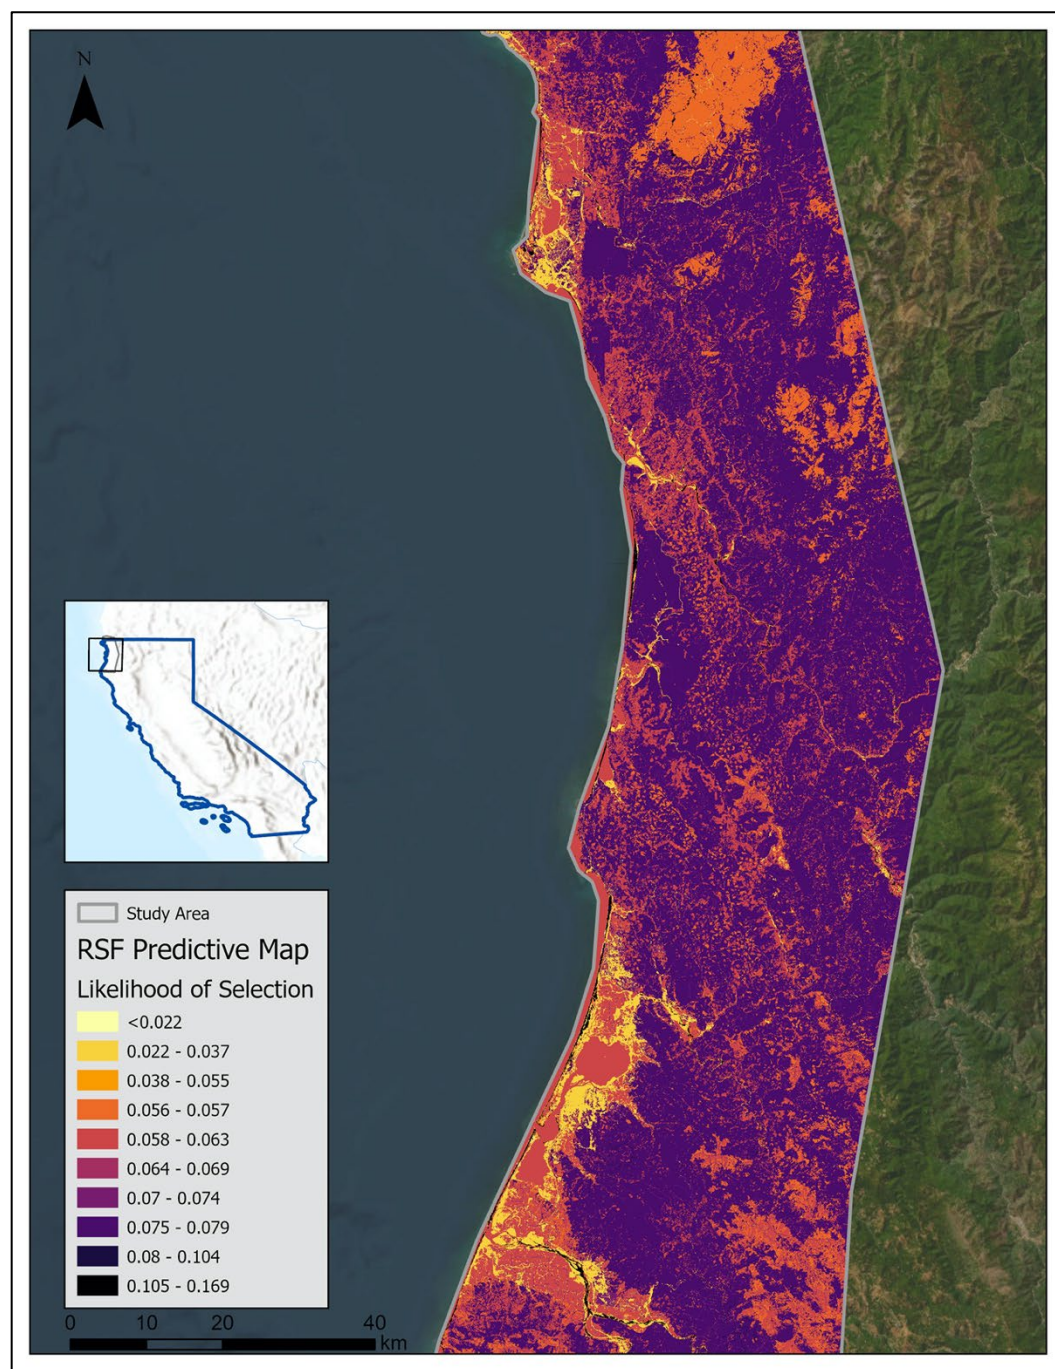 N
Study Area
RSF Predictive Map
Likelihood of Selection
<0.022
0.022 - 0.037
0.038 - 0.055
0.056 - 0.057
0.058 - 0.063
0.064 - 0.069
0.07 - 0.074
0.075 - 0.079
0.08 - 0.104
0.105 - 0.169
0 10 20 40
km